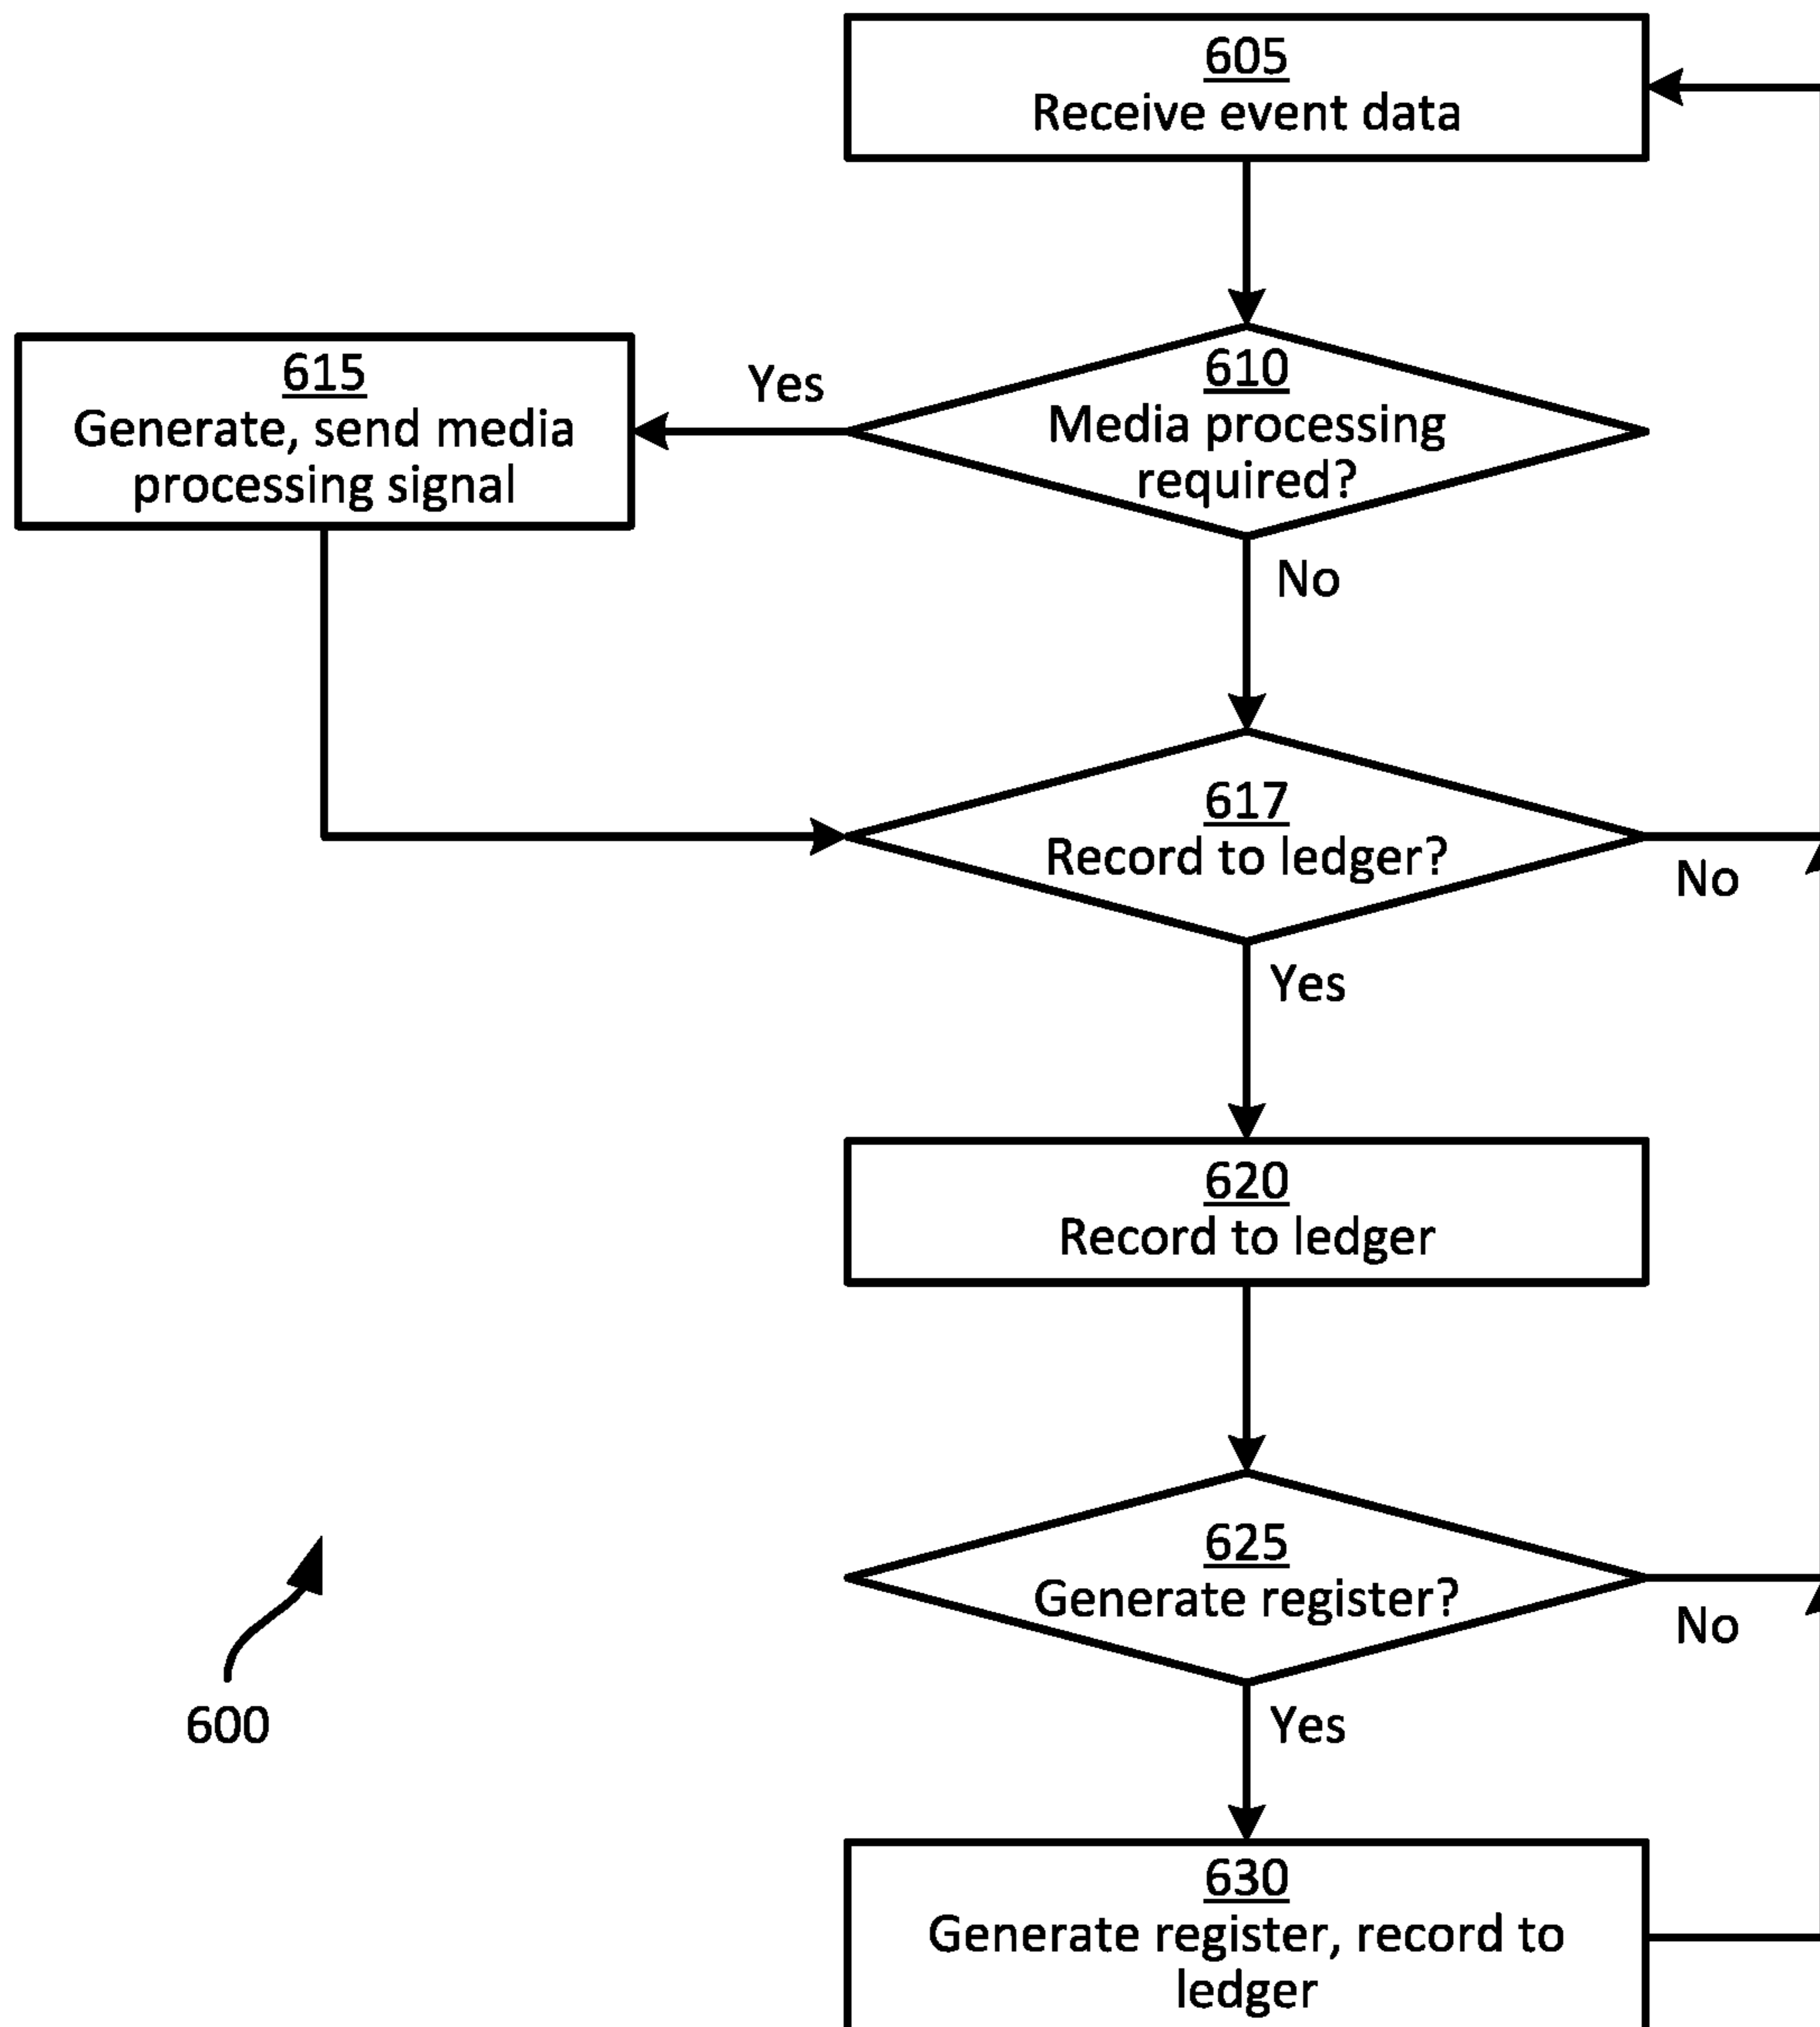 605
Receive event data
615
Generate, send media
processing signal
Yes
610
Media processing
required?
No
617
Record to ledger?
No
Yes
620
Record to ledger
625
Generate register?
No
Yes
600
630
Generate register, record to
ledger